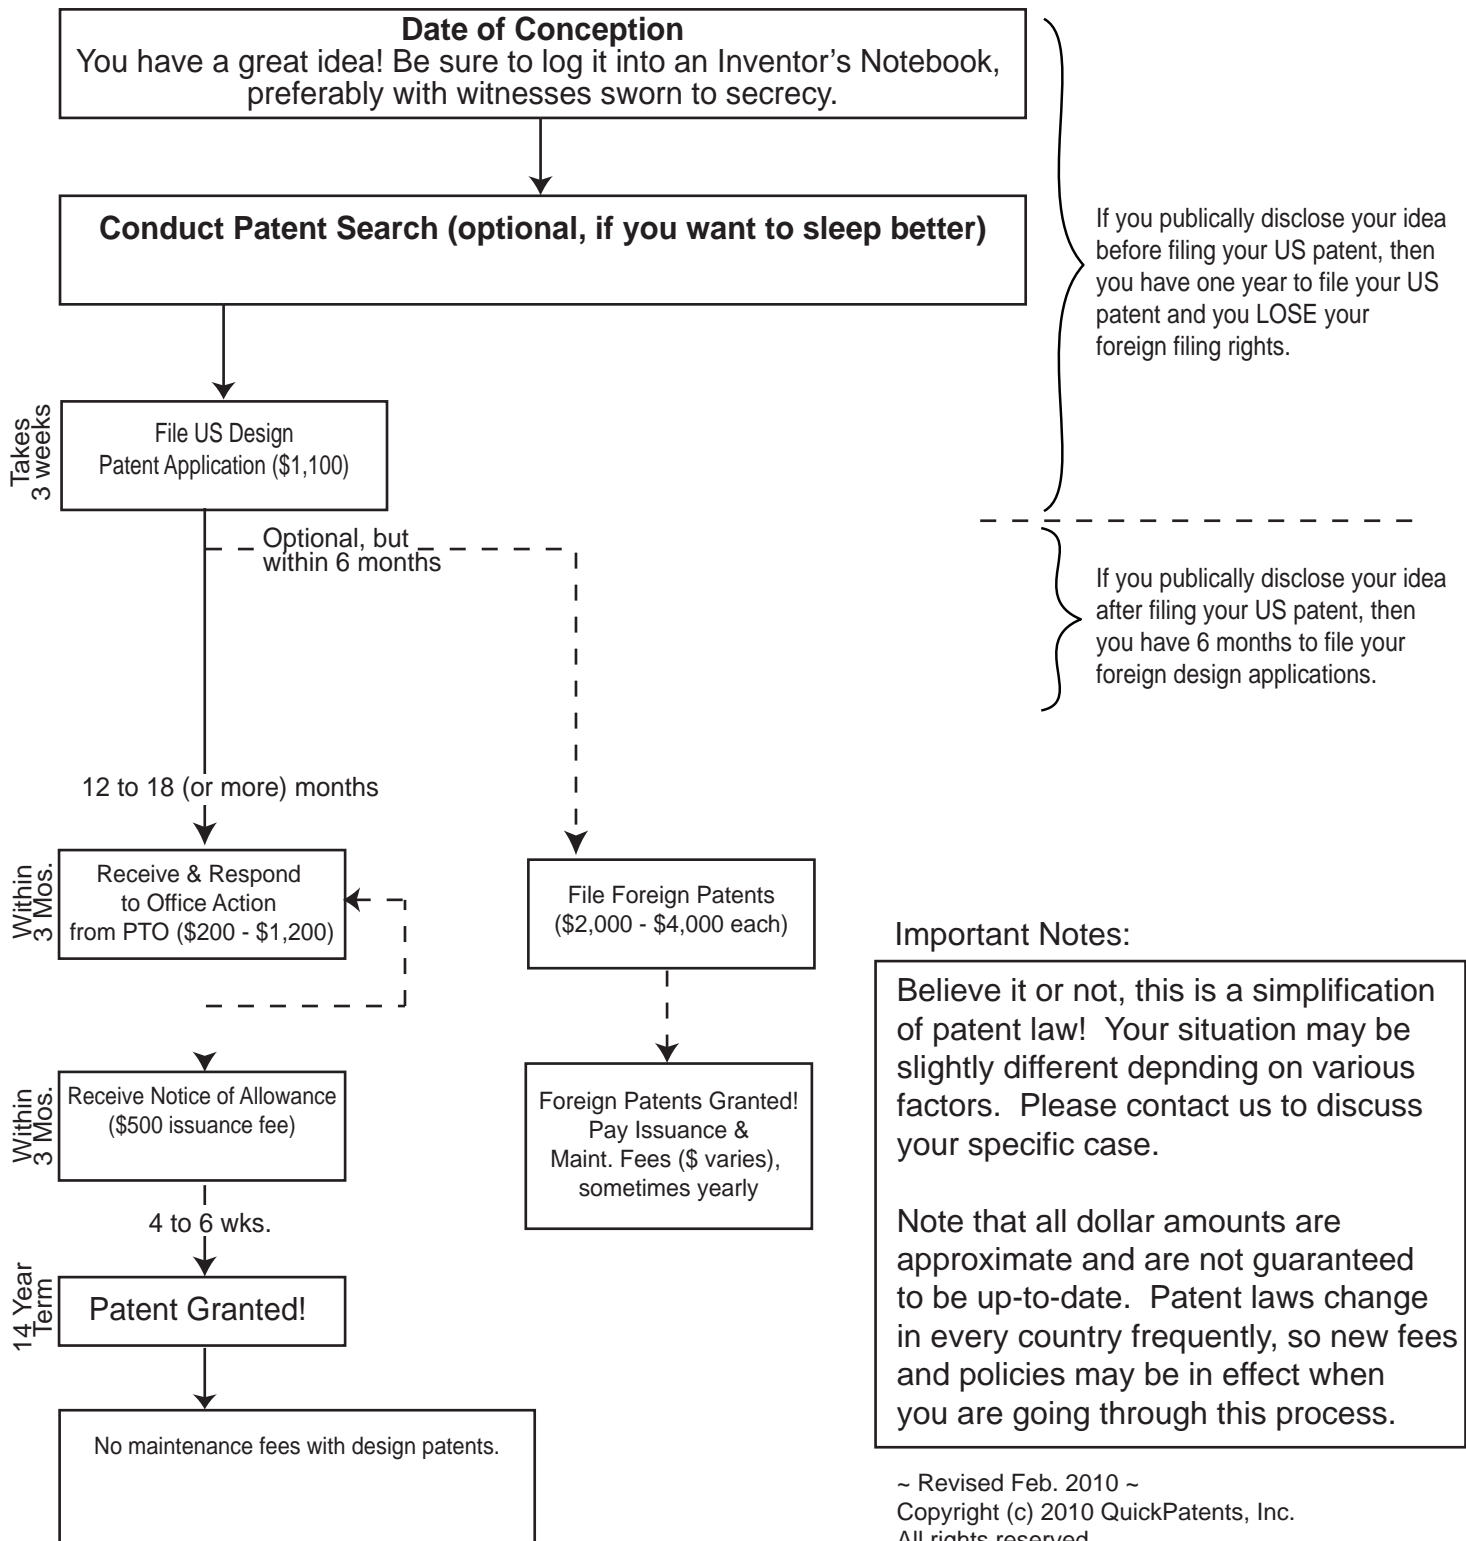 Date of Conception
You have a great idea! Be sure to log it into an Inventor's Notebook,
preferably with witnesses sworn to secrecy.
Conduct Patent Search (optional, if you want to sleep better)
If you publically disclose your idea
before filing your US patent, then
you have one year to file your US
patent and you LOSE your
foreign filing rights.
Takes
3 weeks
File US Design
Patent Application ($1,100)
Optional, but
within 6 months
If you publically disclose your idea
after filing your US patent, then
you have 6 months to file your
foreign design applications.
12 to 18 (or more) months
Within
3 Mos.
Receive & Respond
to Office Action
from PTO ($200 - $1,200)
File Foreign Patents
($2,000 - $4,000 each)
Within
3 Mos.
Receive Notice of Allowance
($500 issuance fee)
Foreign Patents Granted!
Pay Issuance &
Maint. Fees ($ varies),
sometimes yearly
4 to 6 wks.
14 Year
Term
Patent Granted!
No maintenance fees with design patents.
Important Notes:
Believe it or not, this is a simplification
of patent law!  Your situation may be
slightly different depnding on various
factors.  Please contact us to discuss
your specific case.
Note that all dollar amounts are
approximate and are not guaranteed
to be up-to-date.  Patent laws change
in every country frequently, so new fees
and policies may be in effect when
you are going through this process.
~ Revised Feb. 2010 ~
Copyright (c) 2010 QuickPatents, Inc.
All rights reserved